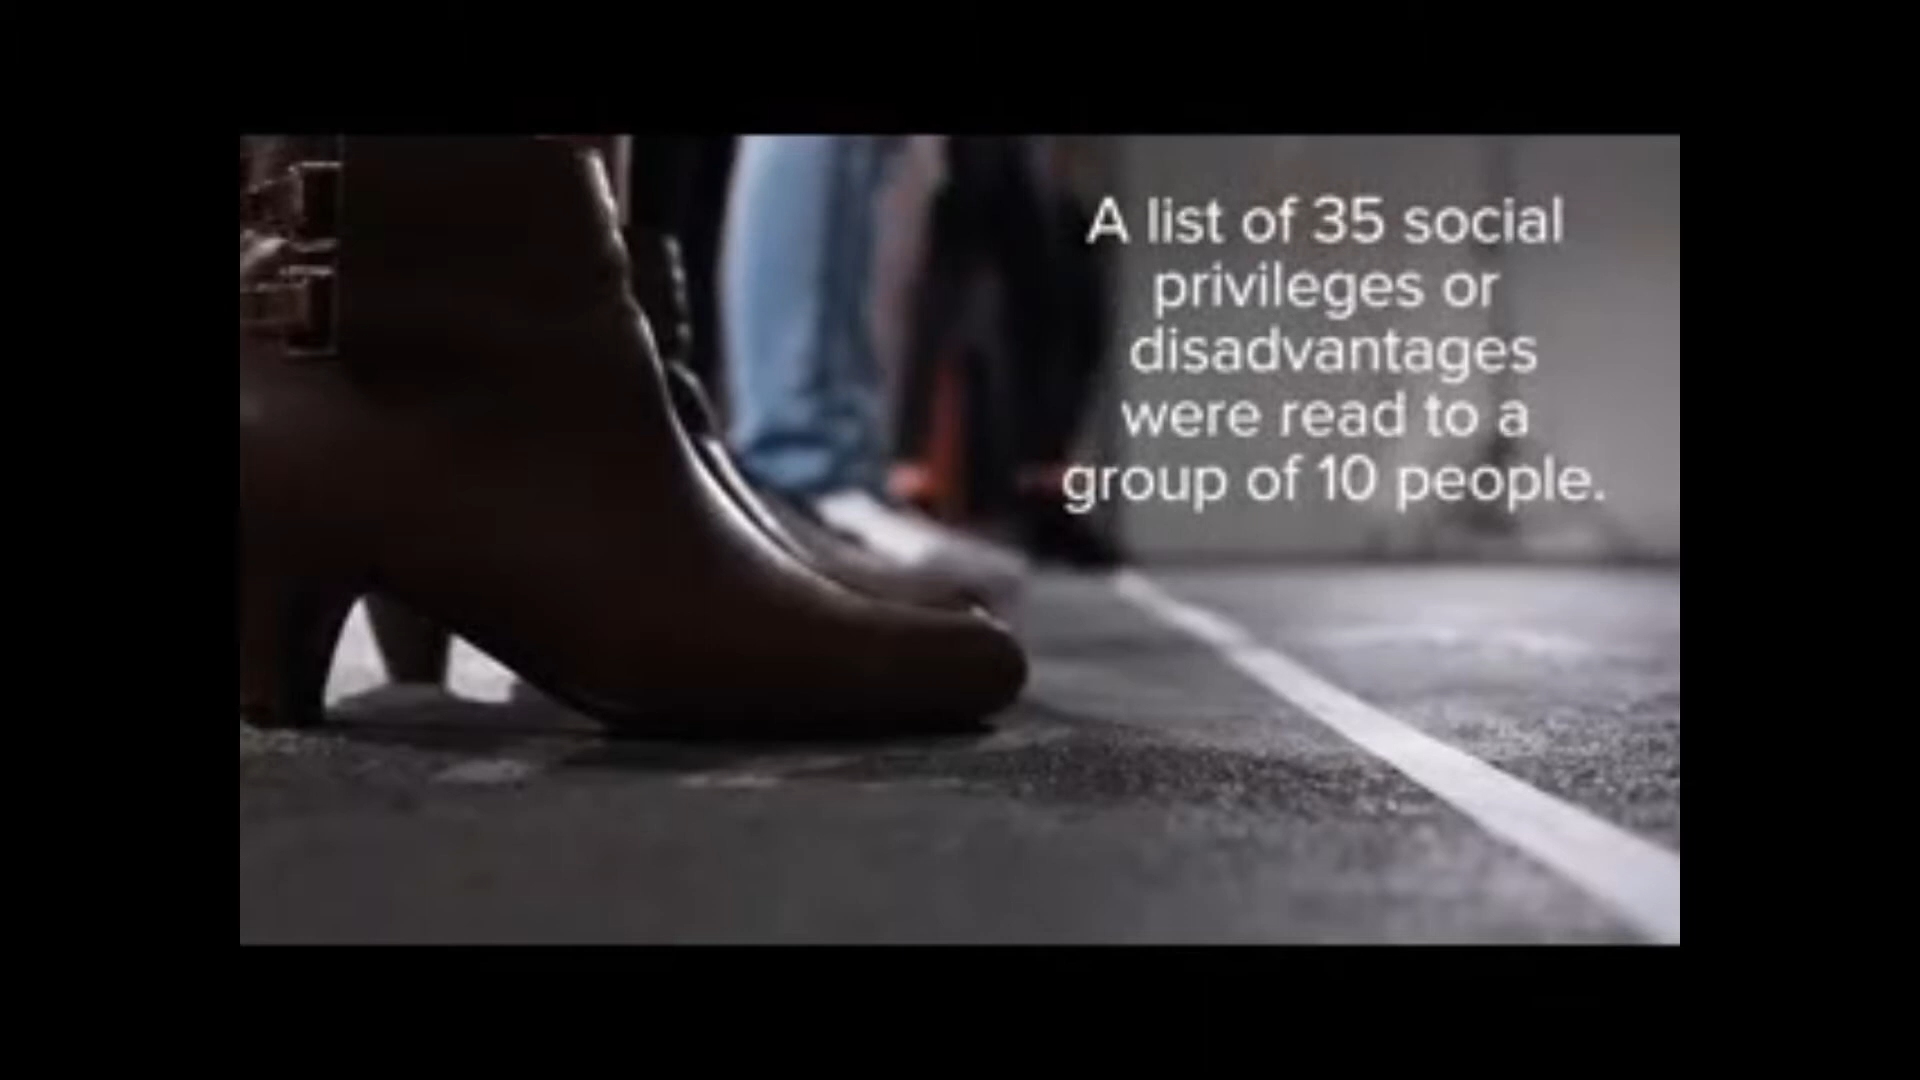 A list of 35 social
privileges or
disadvantages
were read to a
group of 10 people.